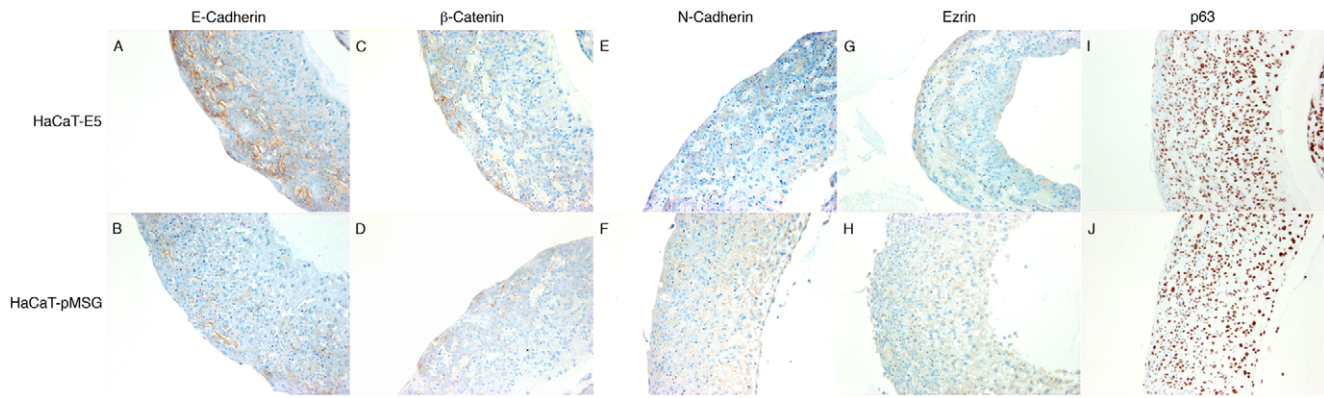 E-Cadherin β-Catenin N-Cadherin Ezrin p63
A C E G I
HaCaT-E5
B D F H J
HaCaT-pMSG